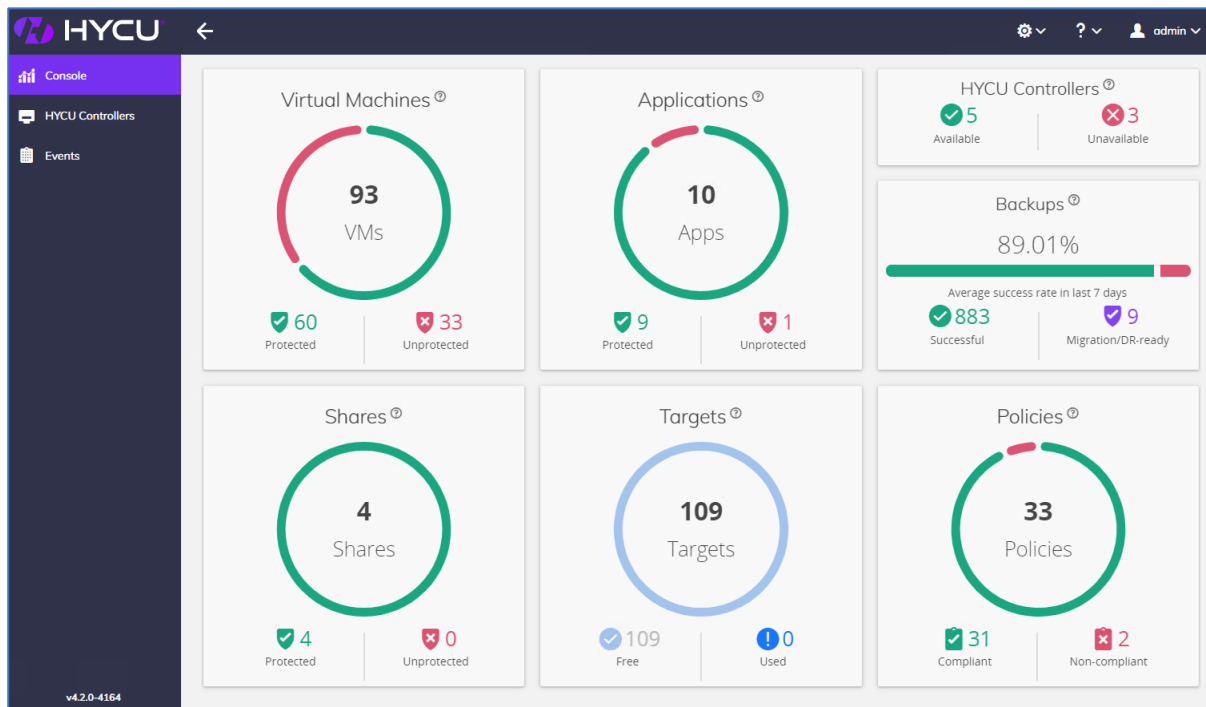 HYCU
admin
Console
HYCU Controllers
Events
v4.2.0-4164
Virtual Machines ?
93
VMs
60
Protected
33
Unprotected
Applications ?
10
Apps
9
Protected
1
Unprotected
HYCU Controllers ?
5
Available
3
Unavailable
Backups ?
89.01%
Average success rate in last 7 days
883
Successful
9
Migration/DR-ready
Shares ?
4
Shares
4
Protected
0
Unprotected
Targets ?
109
Targets
109
Free
0
Used
Policies ?
33
Policies
31
Compliant
2
Non-compliant